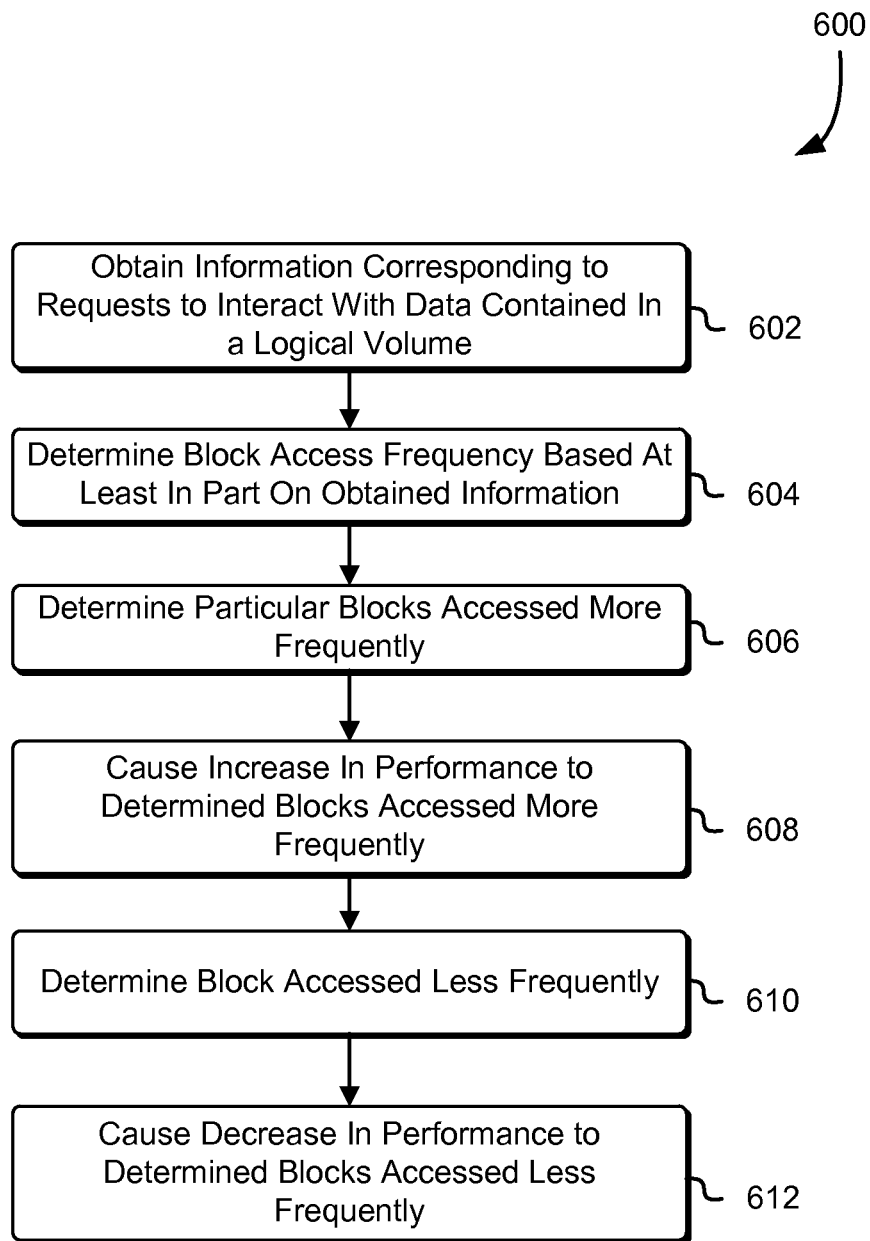 600
Obtain Information Corresponding to
Requests to Interact With Data Contained In
a Logical Volume
602
Determine Block Access Frequency Based At
Least In Part On Obtained Information
604
Determine Particular Blocks Accessed More
Frequently
606
Cause Increase In Performance to
Determined Blocks Accessed More
Frequently
608
Determine Block Accessed Less Frequently
610
Cause Decrease In Performance to
Determined Blocks Accessed Less
Frequently
612